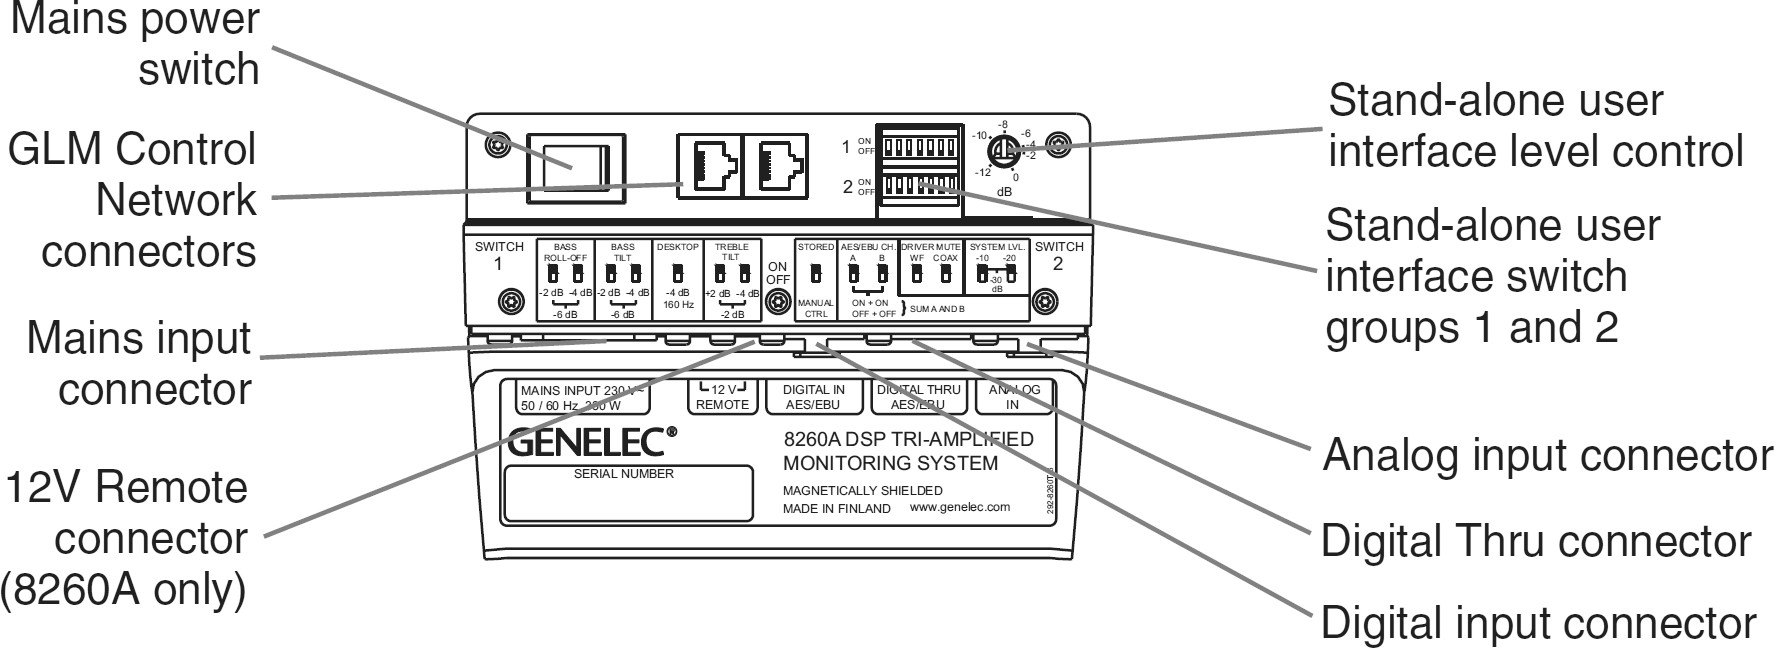 Mains power
switch
GLM Control
Network
connectors
Mains input
connector
12V Remote
connector
(8260A only)
Stand-alone user
interface level control
Stand-alone user
interface switch
groups 1 and 2
Analog input connector
Digital Thru connector
Digital input connector
1 ON
OFF
2 ON
OFF
-8
-10 -6
-4
-2
-12 0
dB
SWITCH
1
BASS
ROLL-OFF
-2 dB -4 dB
-6 dB
BASS
TILT
-2 dB -4 dB
-6 dB
DESKTOP
-4 dB
160 Hz
TREBLE
TILT
+2 dB -4 dB
-2 dB
ON
OFF
STORED
MANUAL
CTRL
AES/EBU CH.
A B
ON + ON
OFF + OFF
} SUM A AND B
DRIVER MUTE
WF COAX
SYSTEM LVL.
-10 -20
-30
dB
SWITCH
2
MAINS INPUT 230 V~
50 / 60 Hz
W
12 V
REMOTE
DIGITAL IN
AES/EBU
DIGITAL THRU
AES/EBU
ANALOG
IN
GENELEC®
SERIAL NUMBER
8260A DSP TRI-AMPLIFIED
MONITORING SYSTEM
MAGNETICALLY SHIELDED
MADE IN FINLAND www.genelec.com